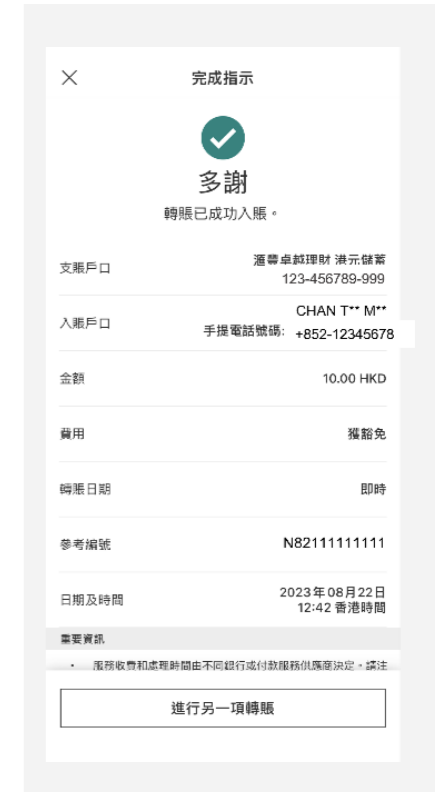 完成指示
多謝
轉賬已成功入賬。
支賬戶口
滙豐卓越理財 港元儲蓄
123-456789-999
入賬戶口
CHAN T** M**
手提電話號碼: +852-12345678
金額
10.00 HKD
費用
獲豁免
轉賬日期
即時
參考編號
N82111111111
日期及時間
2023年08月22日
12:42 香港時間
重要資訊
• 服務收費和處理時間由不同銀行或付款服務供應商決定。請注
進行另一項轉賬